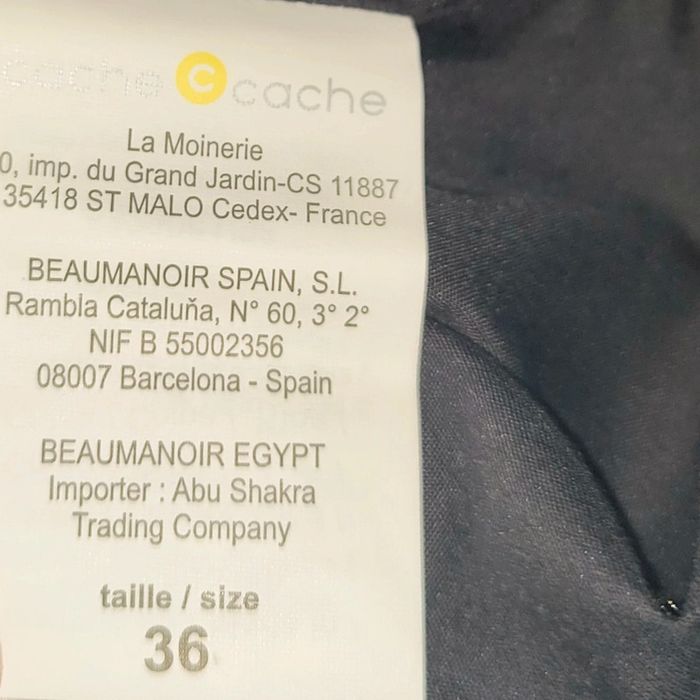 cache c cache
La Moinerie
0, imp. du Grand Jardin-CS 11887
35418 ST MALO Cedex- France
BEAUMANOIR SPAIN, S.L.
Rambla Cataluña, N° 60, 3° 2°
NIF B 55002356
08007 Barcelona - Spain
BEAUMANOIR EGYPT
Importer : Abu Shakra
Trading Company
taille / size
36